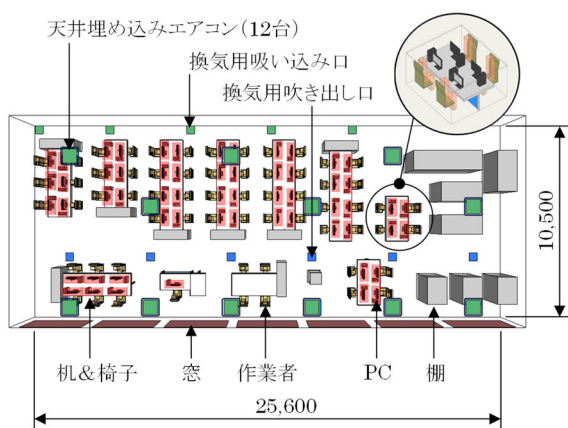 天井埋め込みエアコン(12台)
換気用吸い込み口
換気用吹き出し口
10,500
机&椅子
窓
作業者
PC
棚
25,600